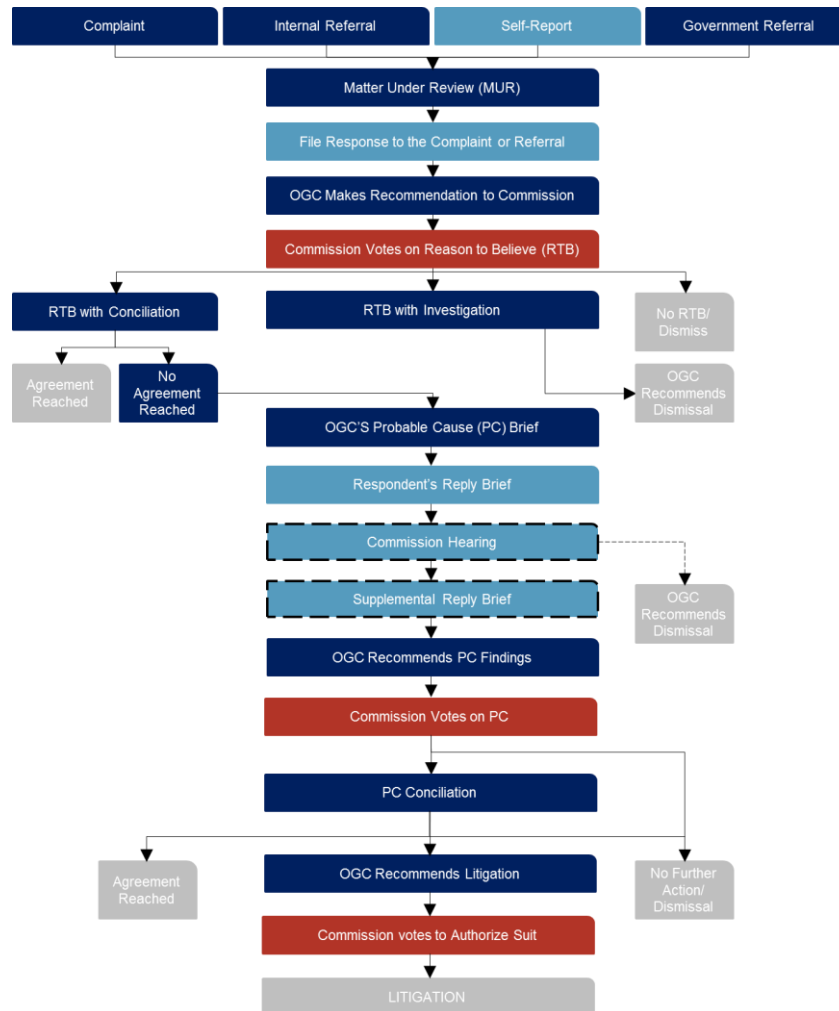 Complaint
Internal Referral
Self-Report
Government Referral
Matter Under Review (MUR)
File Response to the Complaint or Referral
OGC Makes Recommendation to Commission
Commission Votes on Reason to Believe (RTB)
RTB with Conciliation
RTB with Investigation
No RTB/
Dismiss
Agreement
Reached
No
Agreement
Reached
OGC
Recommends
Dismissal
OGC'S Probable Cause (PC) Brief
Respondent's Reply Brief
Commission Hearing
Supplemental Reply Brief
OGC
Recommends
Dismissal
OGC Recommends PC Findings
Commission Votes on PC
PC Conciliation
Agreement
Reached
OGC Recommends Litigation
No Further
Action/
Dismissal
Commission votes to Authorize Suit
LITIGATION